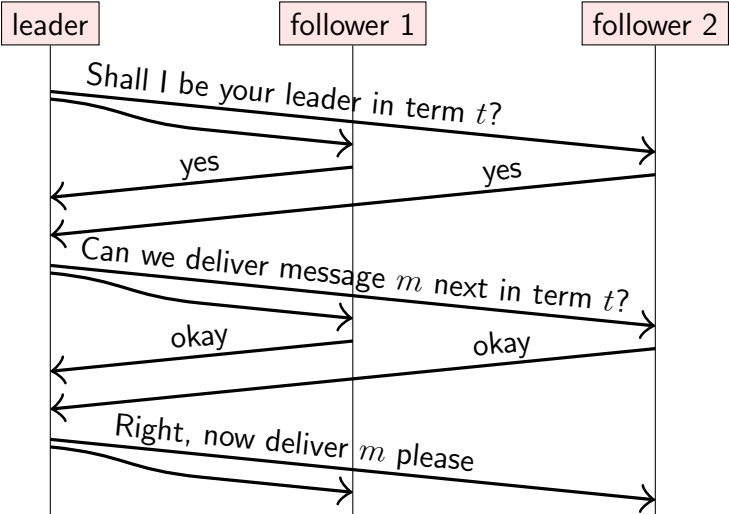 leader
follower 1
follower 2
Shall I be your leader in term t?
yes
yes
Can we deliver message m next in term t?
okay
okay
Right, now deliver m please